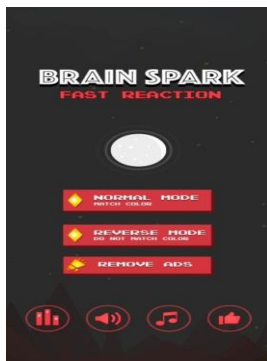 BRAIN SPARK
FAST REACTION
NORMAL MODE
MATCH COLOR
REVERSE MODE
DO NOT MATCH COLOR
REMOVE ADS